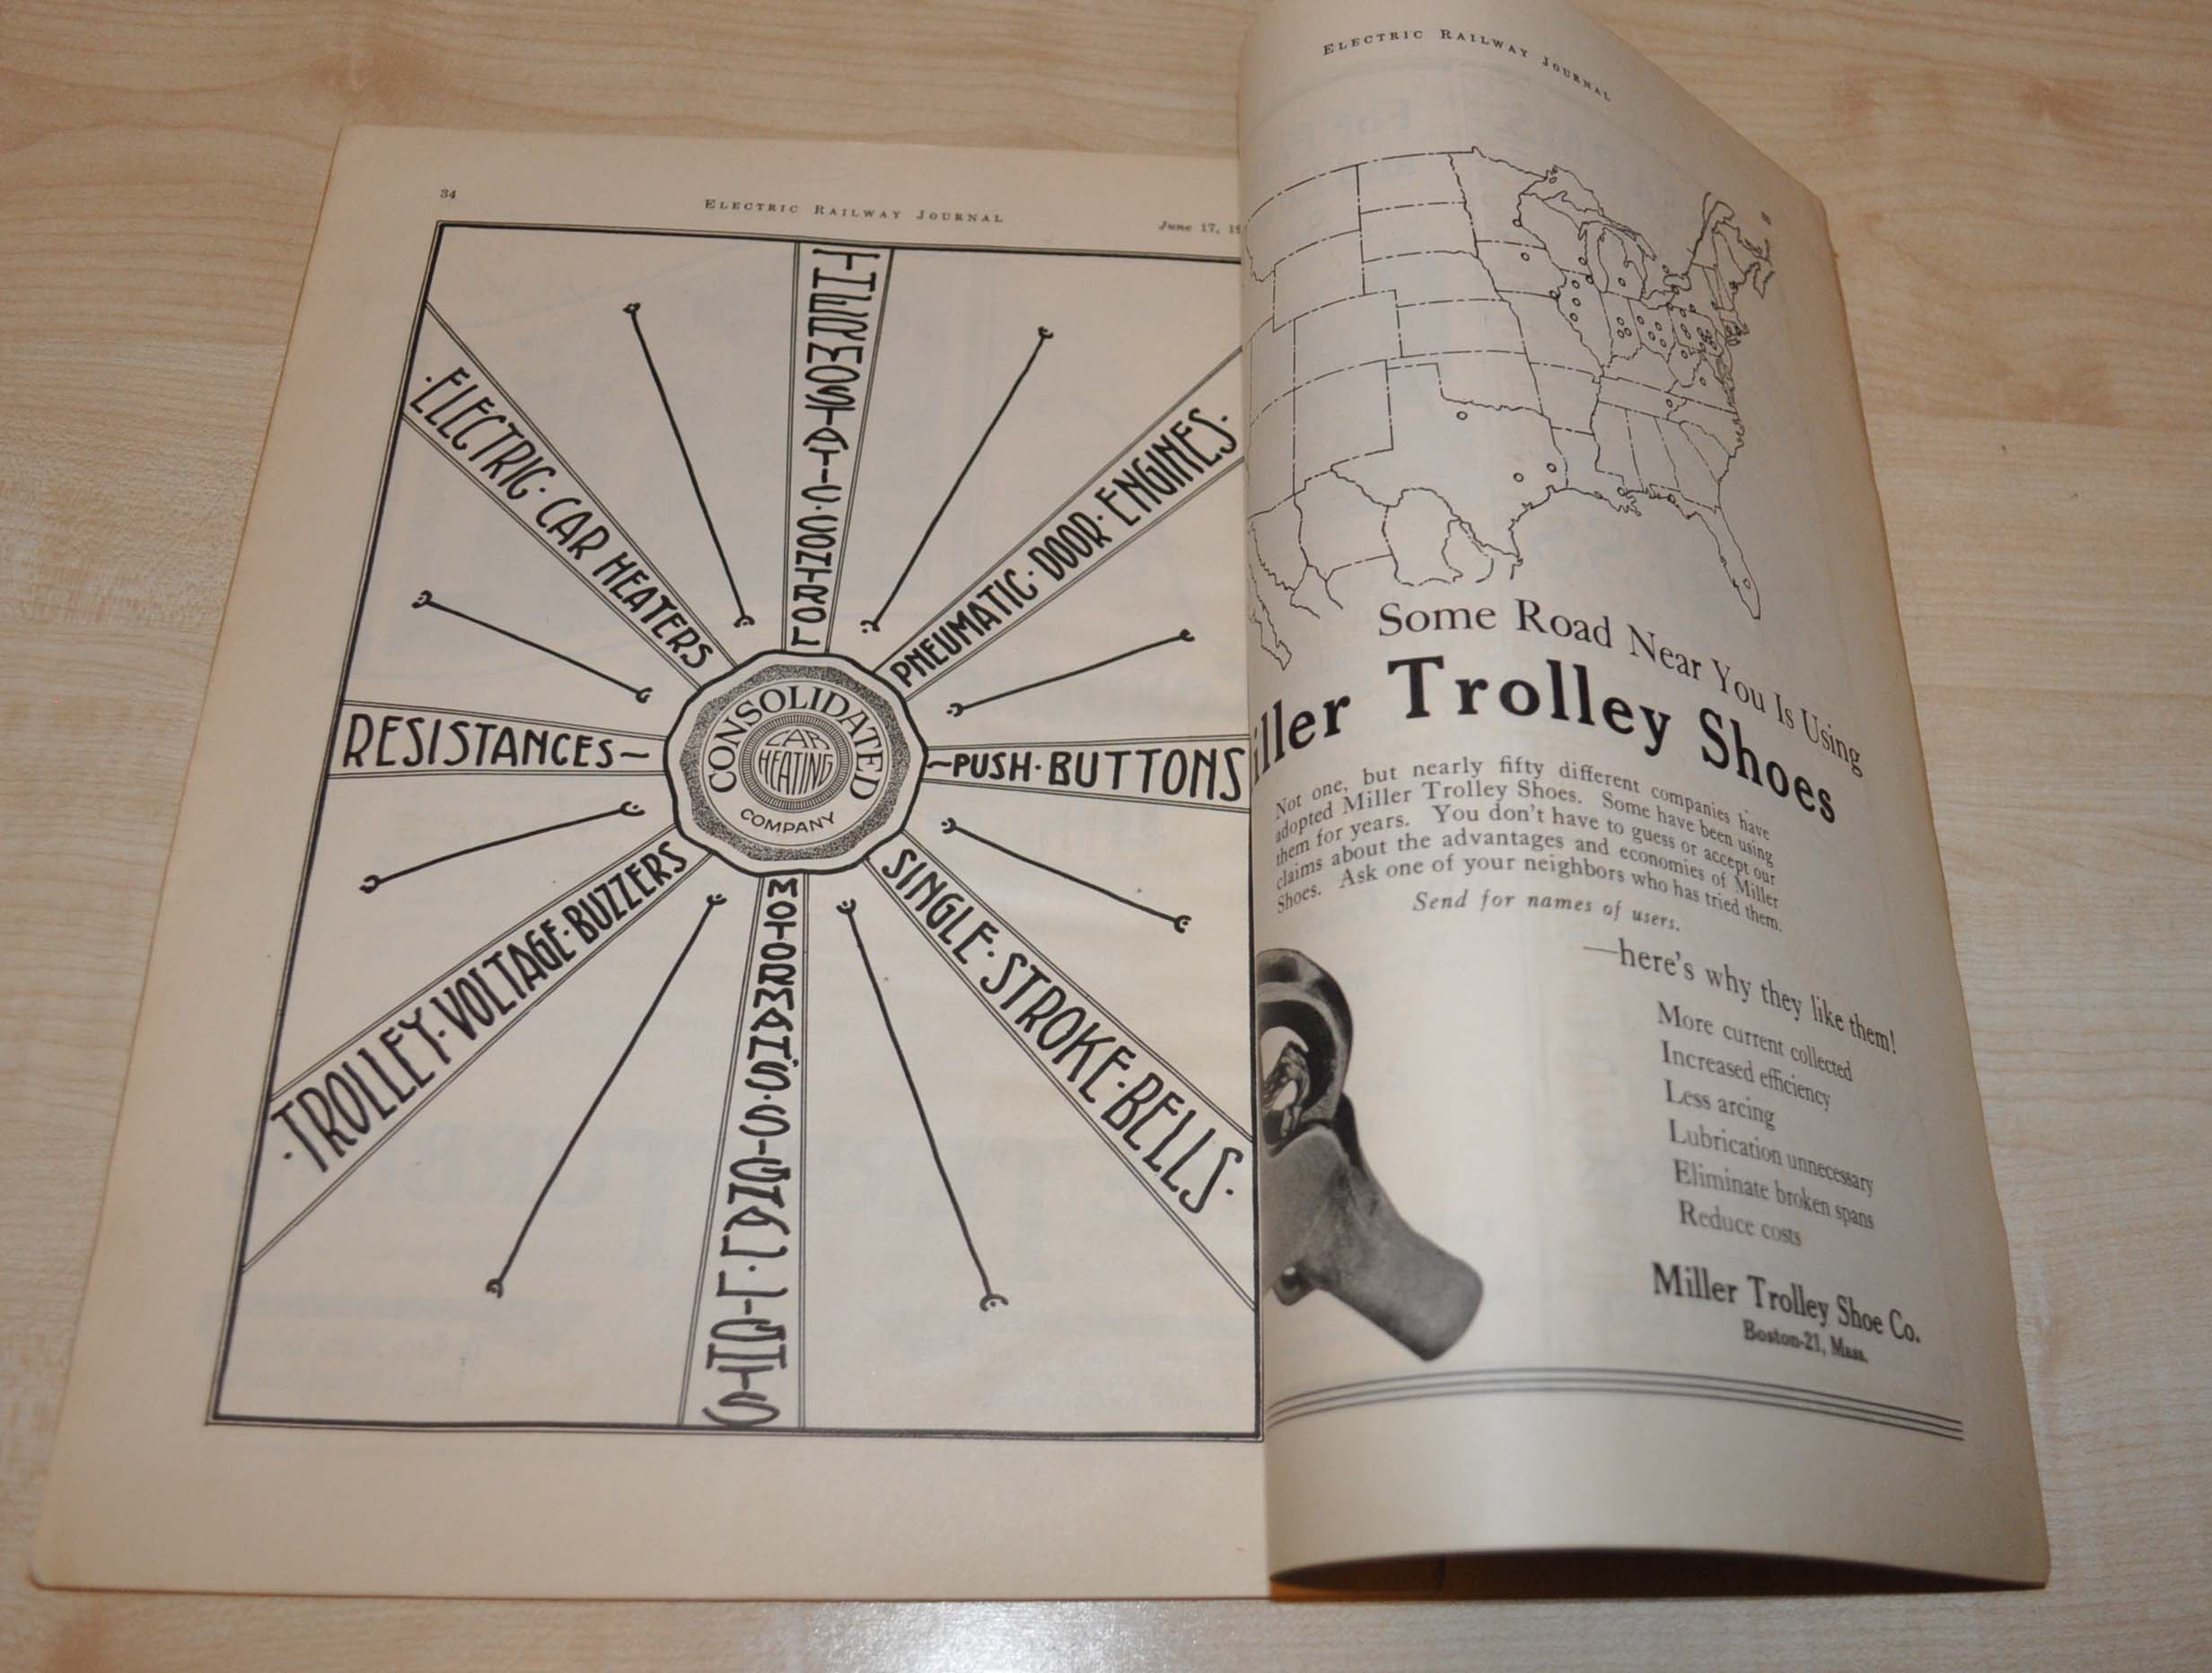 34
ELECTRIC RAILWAY JOURNAL
June 17, 19
THERMOSTATIC·CONTROL
·ELECTRIC·CAR HEATERS
PNEUMATIC·DOOR·ENGINES·
RESISTANCES~
CONSOLIDATED
CAR
HEATING
COMPANY
~PUSH·BUTTONS
·TROLLEY·VOLTAGE·BUZZERS
MOTORMAN'S·SIGNAL·LIGHTS
SINGLE·STROKE·BELLS·
ELECTRIC RAILWAY JOURNAL
Some Road Near You Is Using
ller Trolley Shoes
Not one, but nearly fifty different companies have
adopted Miller Trolley Shoes. Some have been using
them for years. You don't have to guess or accept our
claims about the advantages and economies of Miller
Shoes. Ask one of your neighbors who has tried them.
Send for names of users.
—here's why they like them!
More current collected
Increased efficiency
Less arcing
Lubrication unnecessary
Eliminate broken spans
Reduce costs
Miller Trolley Shoe Co.
Boston-21, Mass.